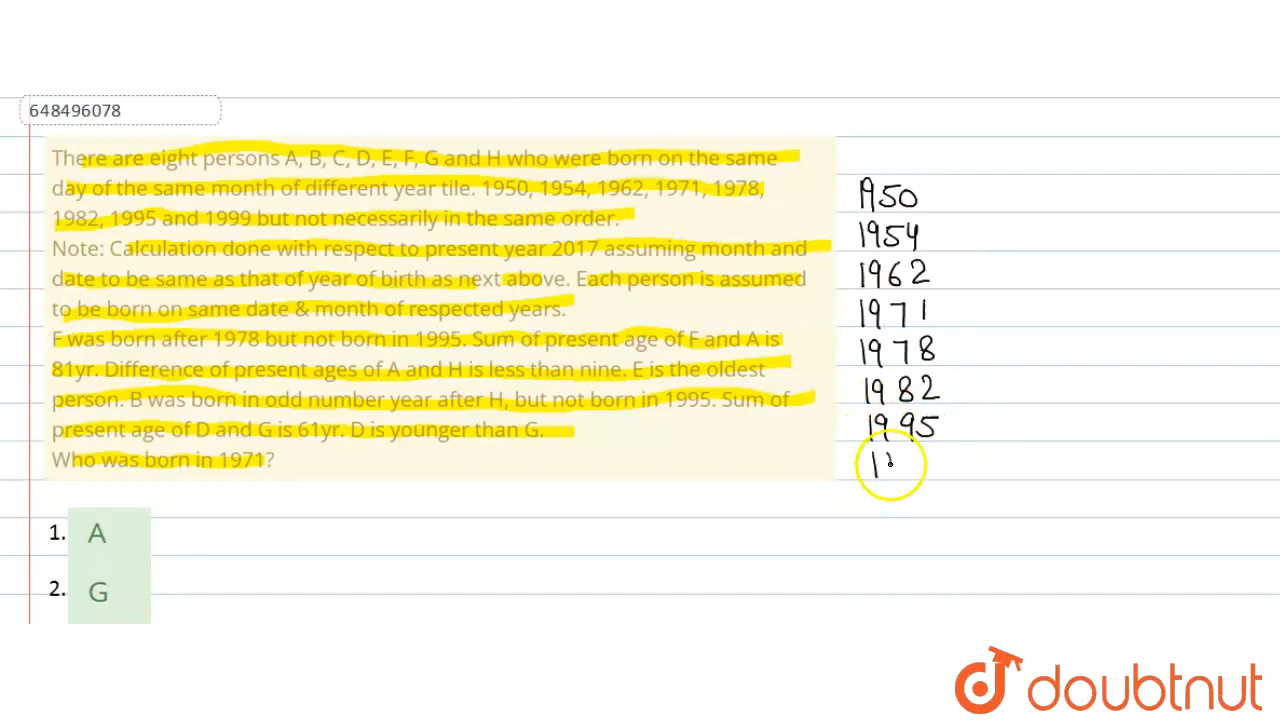 648496078
There are eight persons A, B, C, D, E, F, G and H who were born on the same
day of the same month of different year tile. 1950, 1954, 1962, 1971, 1978,
1982, 1995 and 1999 but not necessarily in the same order.
Note: Calculation done with respect to present year 2017 assuming month and
date to be same as that of year of birth as next above. Each person is assumed
to be born on same date & month of respected years.
F was born after 1978 but not born in 1995. Sum of present age of F and A is
81yr. Difference of present ages of A and H is less than nine. E is the oldest
person. B was born in odd number year after H, but not born in 1995. Sum of
present age of D and G is 61yr. D is younger than G.
Who was born in 1971?
1950
1954
1962
1971
1978
1982
1995
1. A
2. G
doubtnut